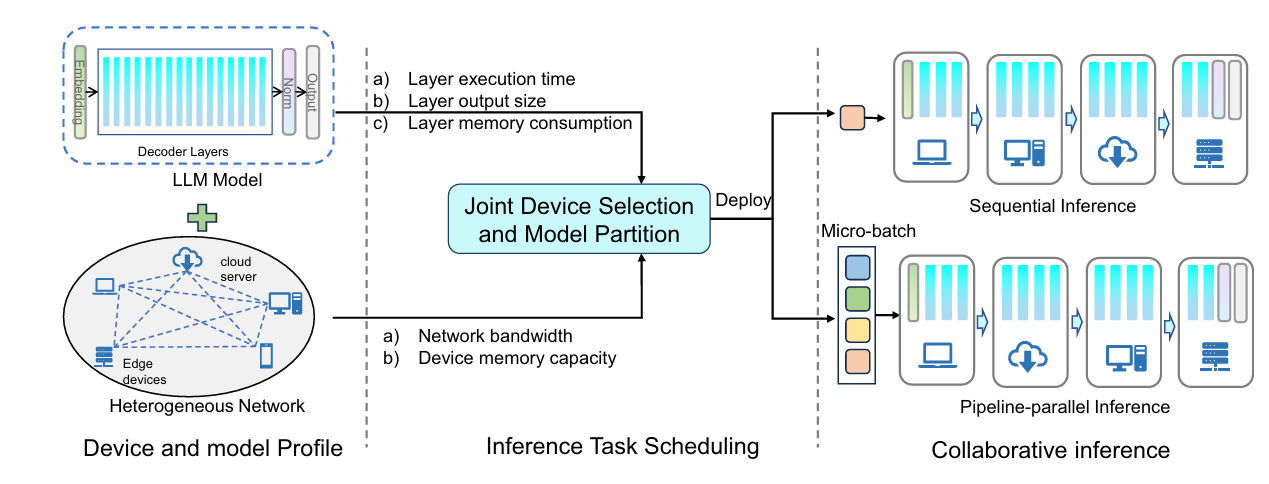 Embedding
Norm
Output
Decoder Layers
LLM Model
cloud
server
Edge
devices
Heterogeneous Network
Device and model Profile
a) Layer execution time
b) Layer output size
c) Layer memory consumption
Joint Device Selection
and Model Partition
Deploy
a) Network bandwidth
b) Device memory capacity
Inference Task Scheduling
Sequential Inference
Micro-batch
Pipeline-parallel Inference
Collaborative inference